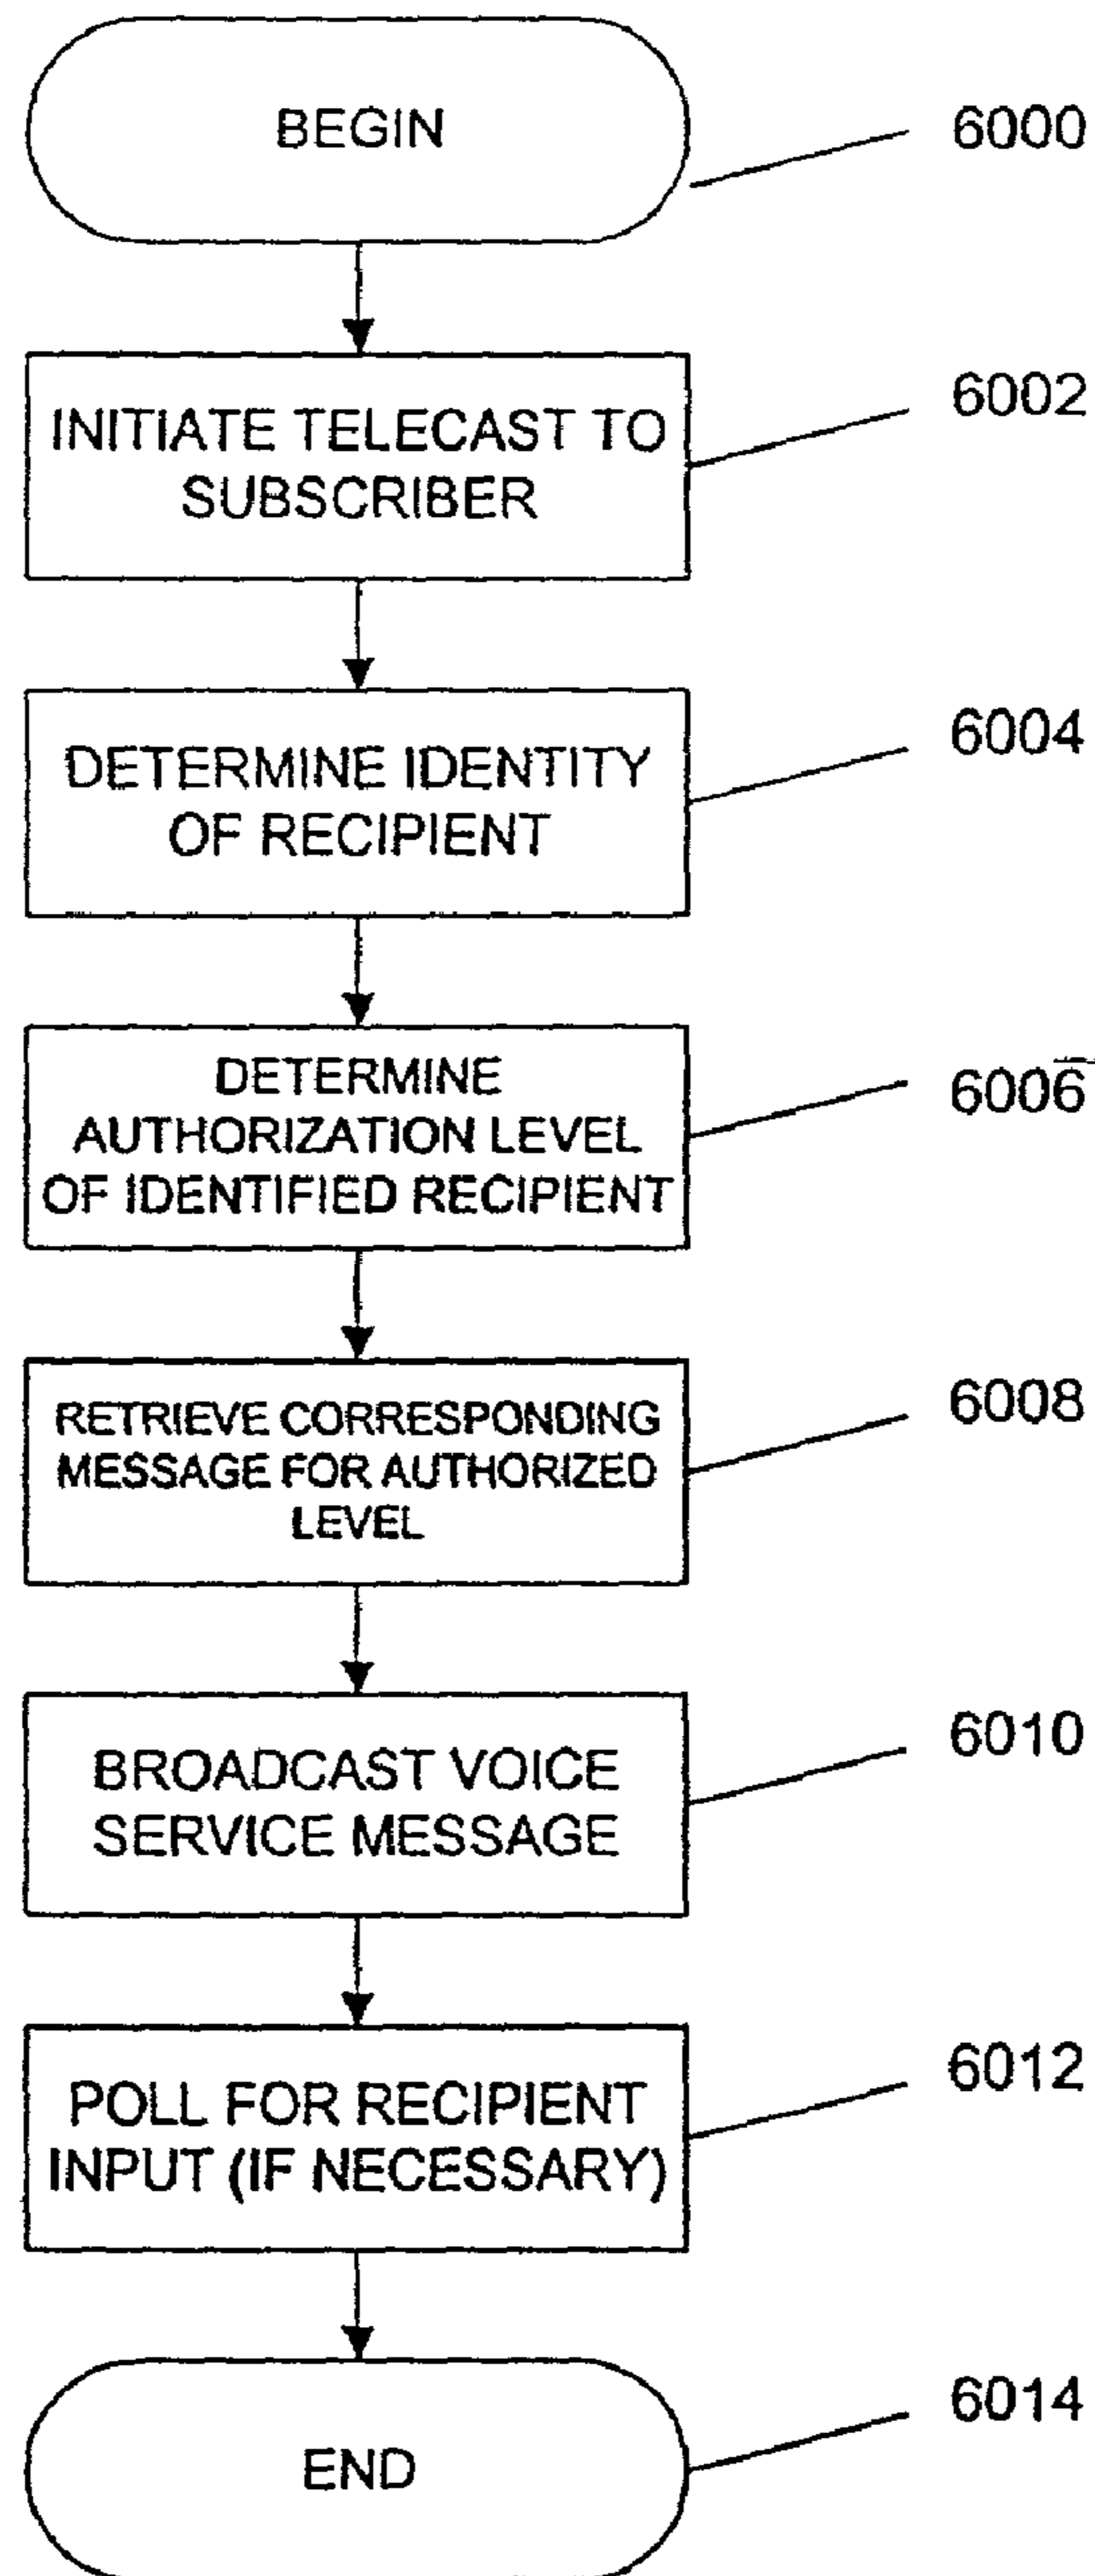 BEGIN
6000
INITIATE TELECAST TO
SUBSCRIBER
6002
DETERMINE IDENTITY
OF RECIPIENT
6004
DETERMINE
AUTHORIZATION LEVEL
OF IDENTIFIED RECIPIENT
6006
RETRIEVE CORRESPONDING
MESSAGE FOR AUTHORIZED
LEVEL
6008
BROADCAST VOICE
SERVICE MESSAGE
6010
POLL FOR RECIPIENT
INPUT (IF NECESSARY)
6012
END
6014